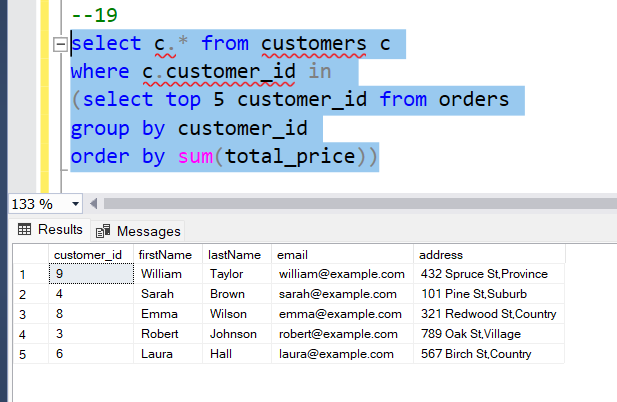 --19
select c.* from customers c
where c.customer_id in
(select top 5 customer_id from orders
group by customer_id
order by sum(total_price))
133 %
Results Messages
customer_id firstName lastName email address
1 9 William Taylor william@example.com 432 Spruce St,Province
2 4 Sarah Brown sarah@example.com 101 Pine St,Suburb
3 8 Emma Wilson emma@example.com 321 Redwood St,Country
4 3 Robert Johnson robert@example.com 789 Oak St,Village
5 6 Laura Hall laura@example.com 567 Birch St,Country